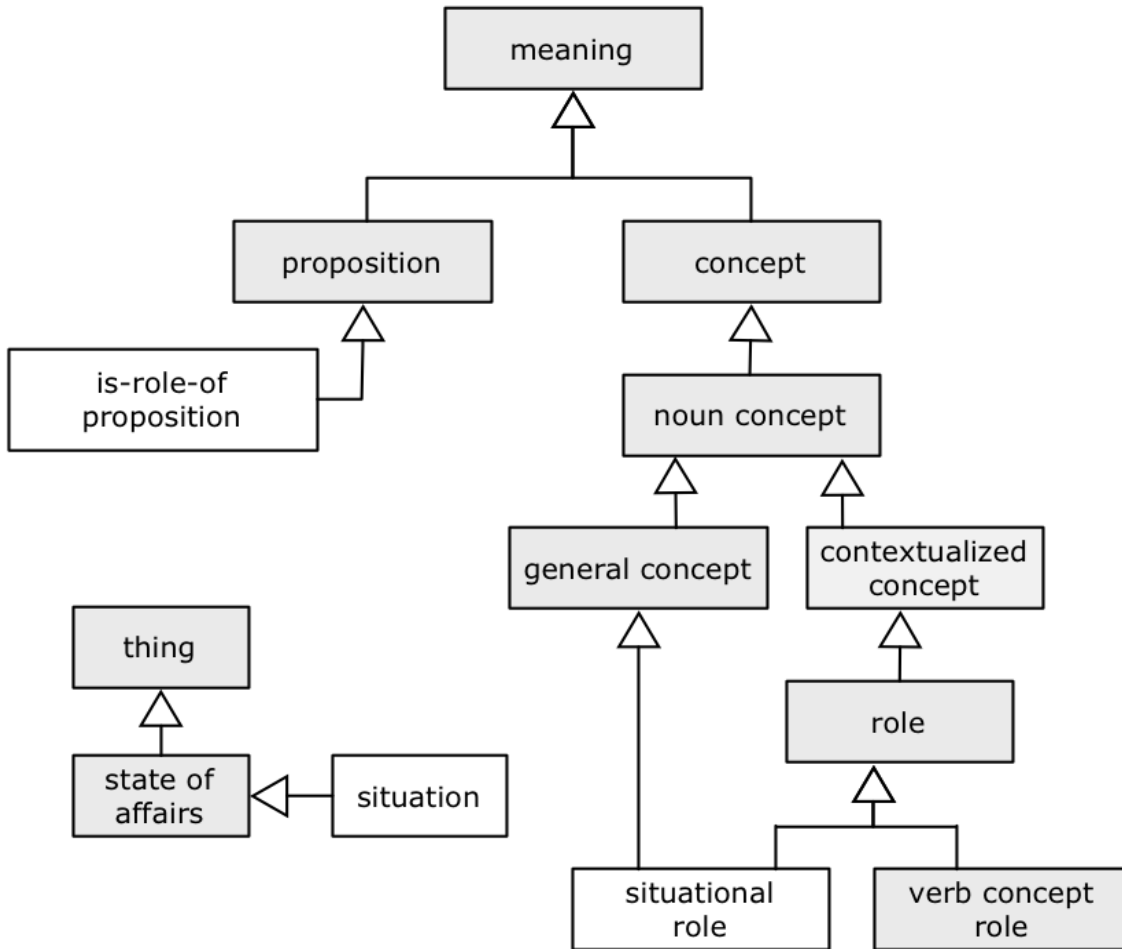 meaning
proposition
concept
is-role-of
proposition
noun concept
general concept
contextualized
concept
thing
role
state of
affairs
situation
situational
role
verb concept
role